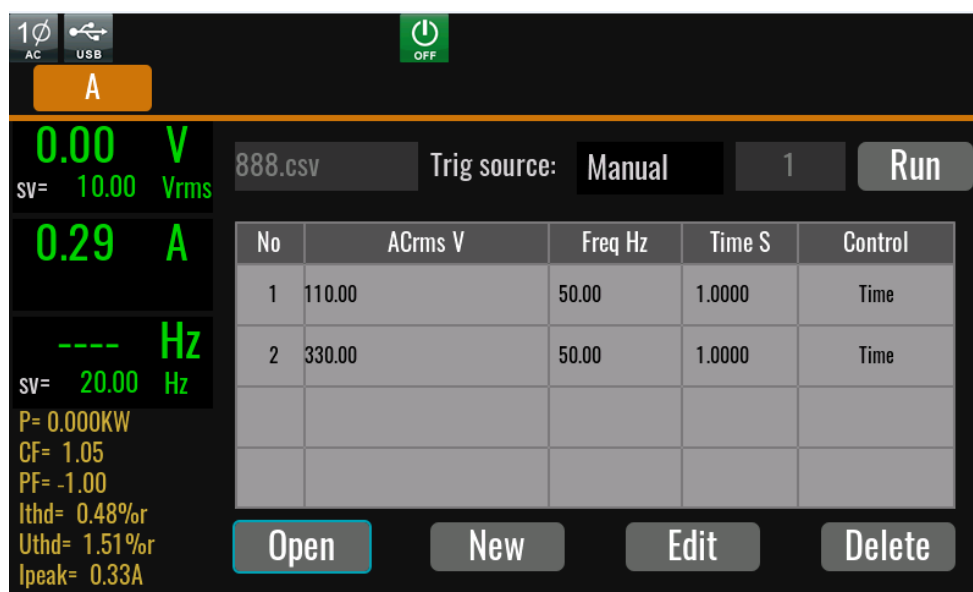 1Ø
AC
USB
OFF
A
0.00 V
sv= 10.00 Vrms
0.29 A
---- Hz
sv= 20.00 Hz
P= 0.000KW
CF= 1.05
PF= -1.00
Ithd= 0.48%r
Uthd= 1.51%r
Ipeak= 0.33A
888.csv Trig source: Manual 1 Run
No ACrms V Freq Hz Time S Control
1 110.00 50.00 1.0000 Time
2 330.00 50.00 1.0000 Time
Open New Edit Delete